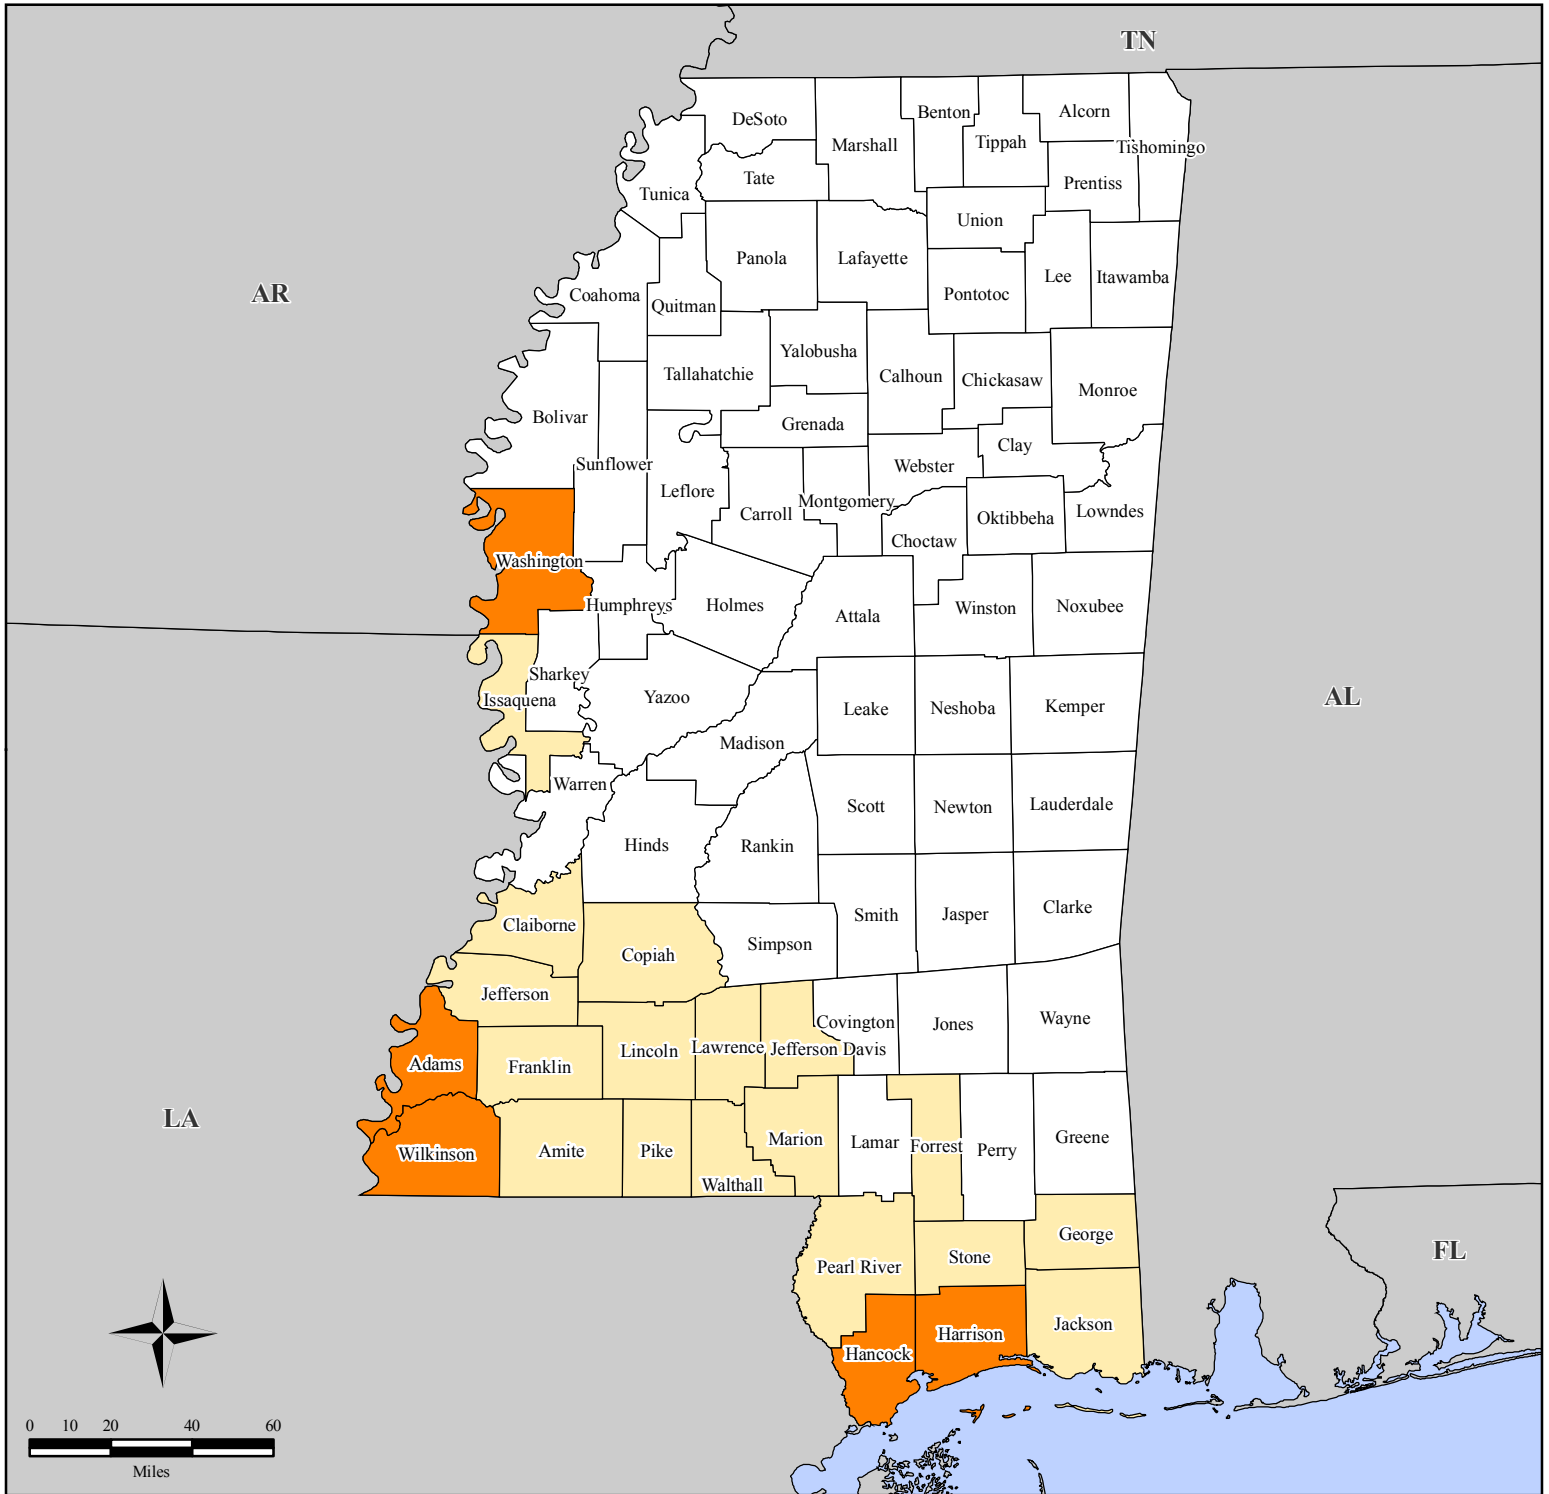 TN
DeSoto
Marshall
Benton
Tippah
Alcorn
Tishomingo
Tunica
Tate
Prentiss
Union
Panola
Lafayette
Pontotoc
Lee
Itawamba
AR
Coahoma
Quitman
Tallahatchie
Yalobusha
Calhoun
Chickasaw
Monroe
Bolivar
Sunflower
Leflore
Grenada
Clay
Webster
Carroll
Montgomery
Choctaw
Oktibbeha
Lowndes
Washington
Humphreys
Holmes
Attala
Winston
Noxubee
Sharkey
Issaquena
Yazoo
Madison
Leake
Neshoba
Kemper
AL
Warren
Hinds
Rankin
Scott
Newton
Lauderdale
Claiborne
Copiah
Simpson
Smith
Jasper
Clarke
Jefferson
Adams
Franklin
Lincoln
Lawrence
Jefferson Davis
Covington
Jones
Wayne
LA
Wilkinson
Amite
Pike
Walthall
Marion
Lamar
Forrest
Perry
Greene
Pearl River
Stone
George
FL
Hancock
Harrison
Jackson
0 10 20 40 60
Miles